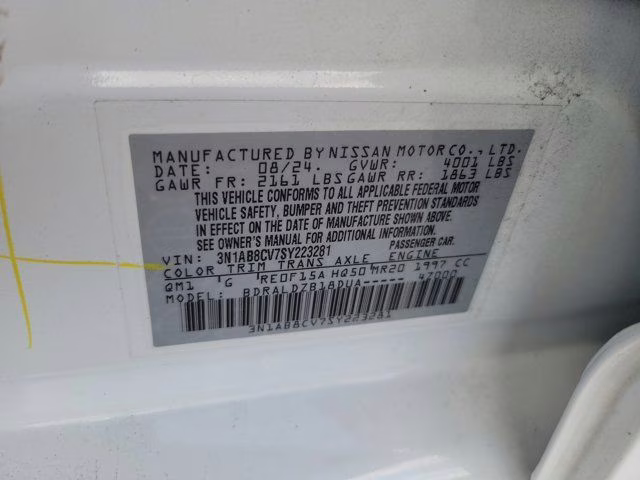 MANUFACTURED BY NISSAN MOTOR CO., LTD.
DATE: 08/24. GVWR: 4001 LBS
GAWR FR: 2161 LBS GAWR RR: 1863 LBS
THIS VEHICLE CONFORMS TO ALL APPLICABLE FEDERAL MOTOR
VEHICLE SAFETY, BUMPER AND THEFT PREVENTION STANDARDS
IN EFFECT ON THE DATE OF MANUFACTURE SHOWN ABOVE.
SEE OWNER'S MANUAL FOR ADDITIONAL INFORMATION.
VIN: 3N1AB8CV7SY223281 PASSENGER CAR.
COLOR TRIM TRANS AXLE ENGINE
QM1 G RE0F15A HQ50 MR20 1997 CC
MODEL: BDRALDZB18DUA----- 47000
3N1AB8CV7SY223281